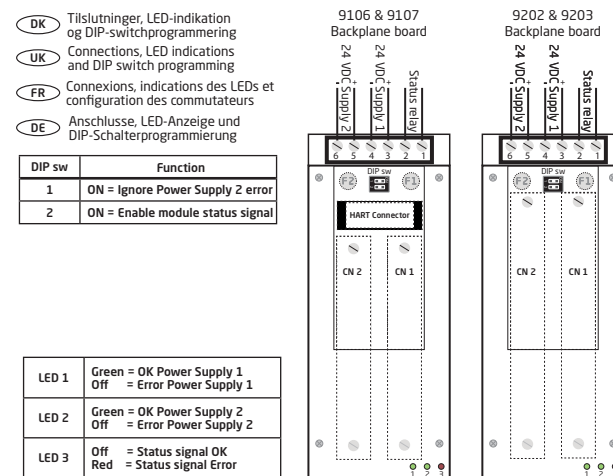 DK Tilslutninger, LED-indikation
og DIP-switchprogrammering
UK Connections, LED indications
and DIP switch programming
FR Connexions, indications des LEDs et
configuration des commutateurs
DE Anschlusse, LED-Anzeige und
DIP-Schalterprogrammierung
DIP sw Function
1 ON = Ignore Power Supply 2 error
2 ON = Enable module status signal
LED 1 Green = OK Power Supply 1
Off = Error Power Supply 1
LED 2 Green = OK Power Supply 2
Off = Error Power Supply 2
LED 3 Off = Status signal OK
Red = Status signal Error
9106 & 9107
Backplane board
24 VDC Supply 2
- +
24 VDC Supply 1
- +
Status relay
6 5 4 3 2 1
DIP sw
F2 F1
HART Connector
CN 2 CN 1
1 2 3
9202 & 9203
Backplane board
24 VDC Supply 2
- +
24 VDC Supply 1
- +
Status relay
6 5 4 3 2 1
DIP sw
F2 F1
CN 2 CN 1
1 2